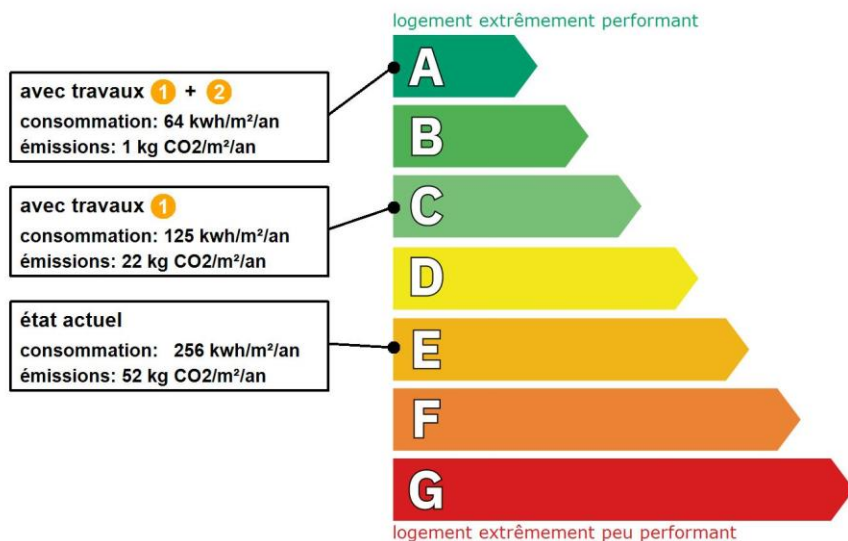 logement extrêmement performant
A
avec travaux 1 + 2
consommation: 64 kwh/m²/an
émissions: 1 kg CO2/m²/an
B
avec travaux 1
consommation: 125 kwh/m²/an
émissions: 22 kg CO2/m²/an
C
D
état actuel
consommation: 256 kwh/m²/an
émissions: 52 kg CO2/m²/an
E
F
G
logement extrêmement peu performant